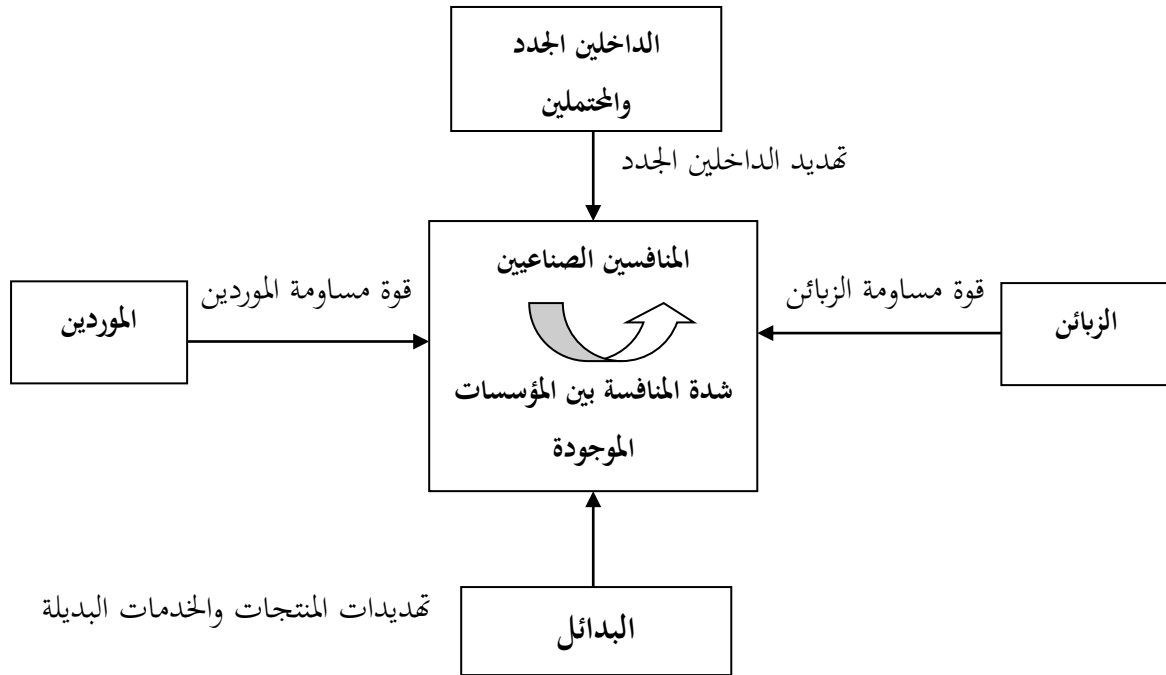 الداخلين الجدد
والمحتملين
تهديد الداخلين الجدد
المنافسين الصناعيين
قوة مساومة الزبائن
الزبائن
قوة مساومة الموردين
الموردين
شدة المنافسة بين المؤسسات
الموجودة
تهديدات المنتجات والخدمات البديلة
البدائل